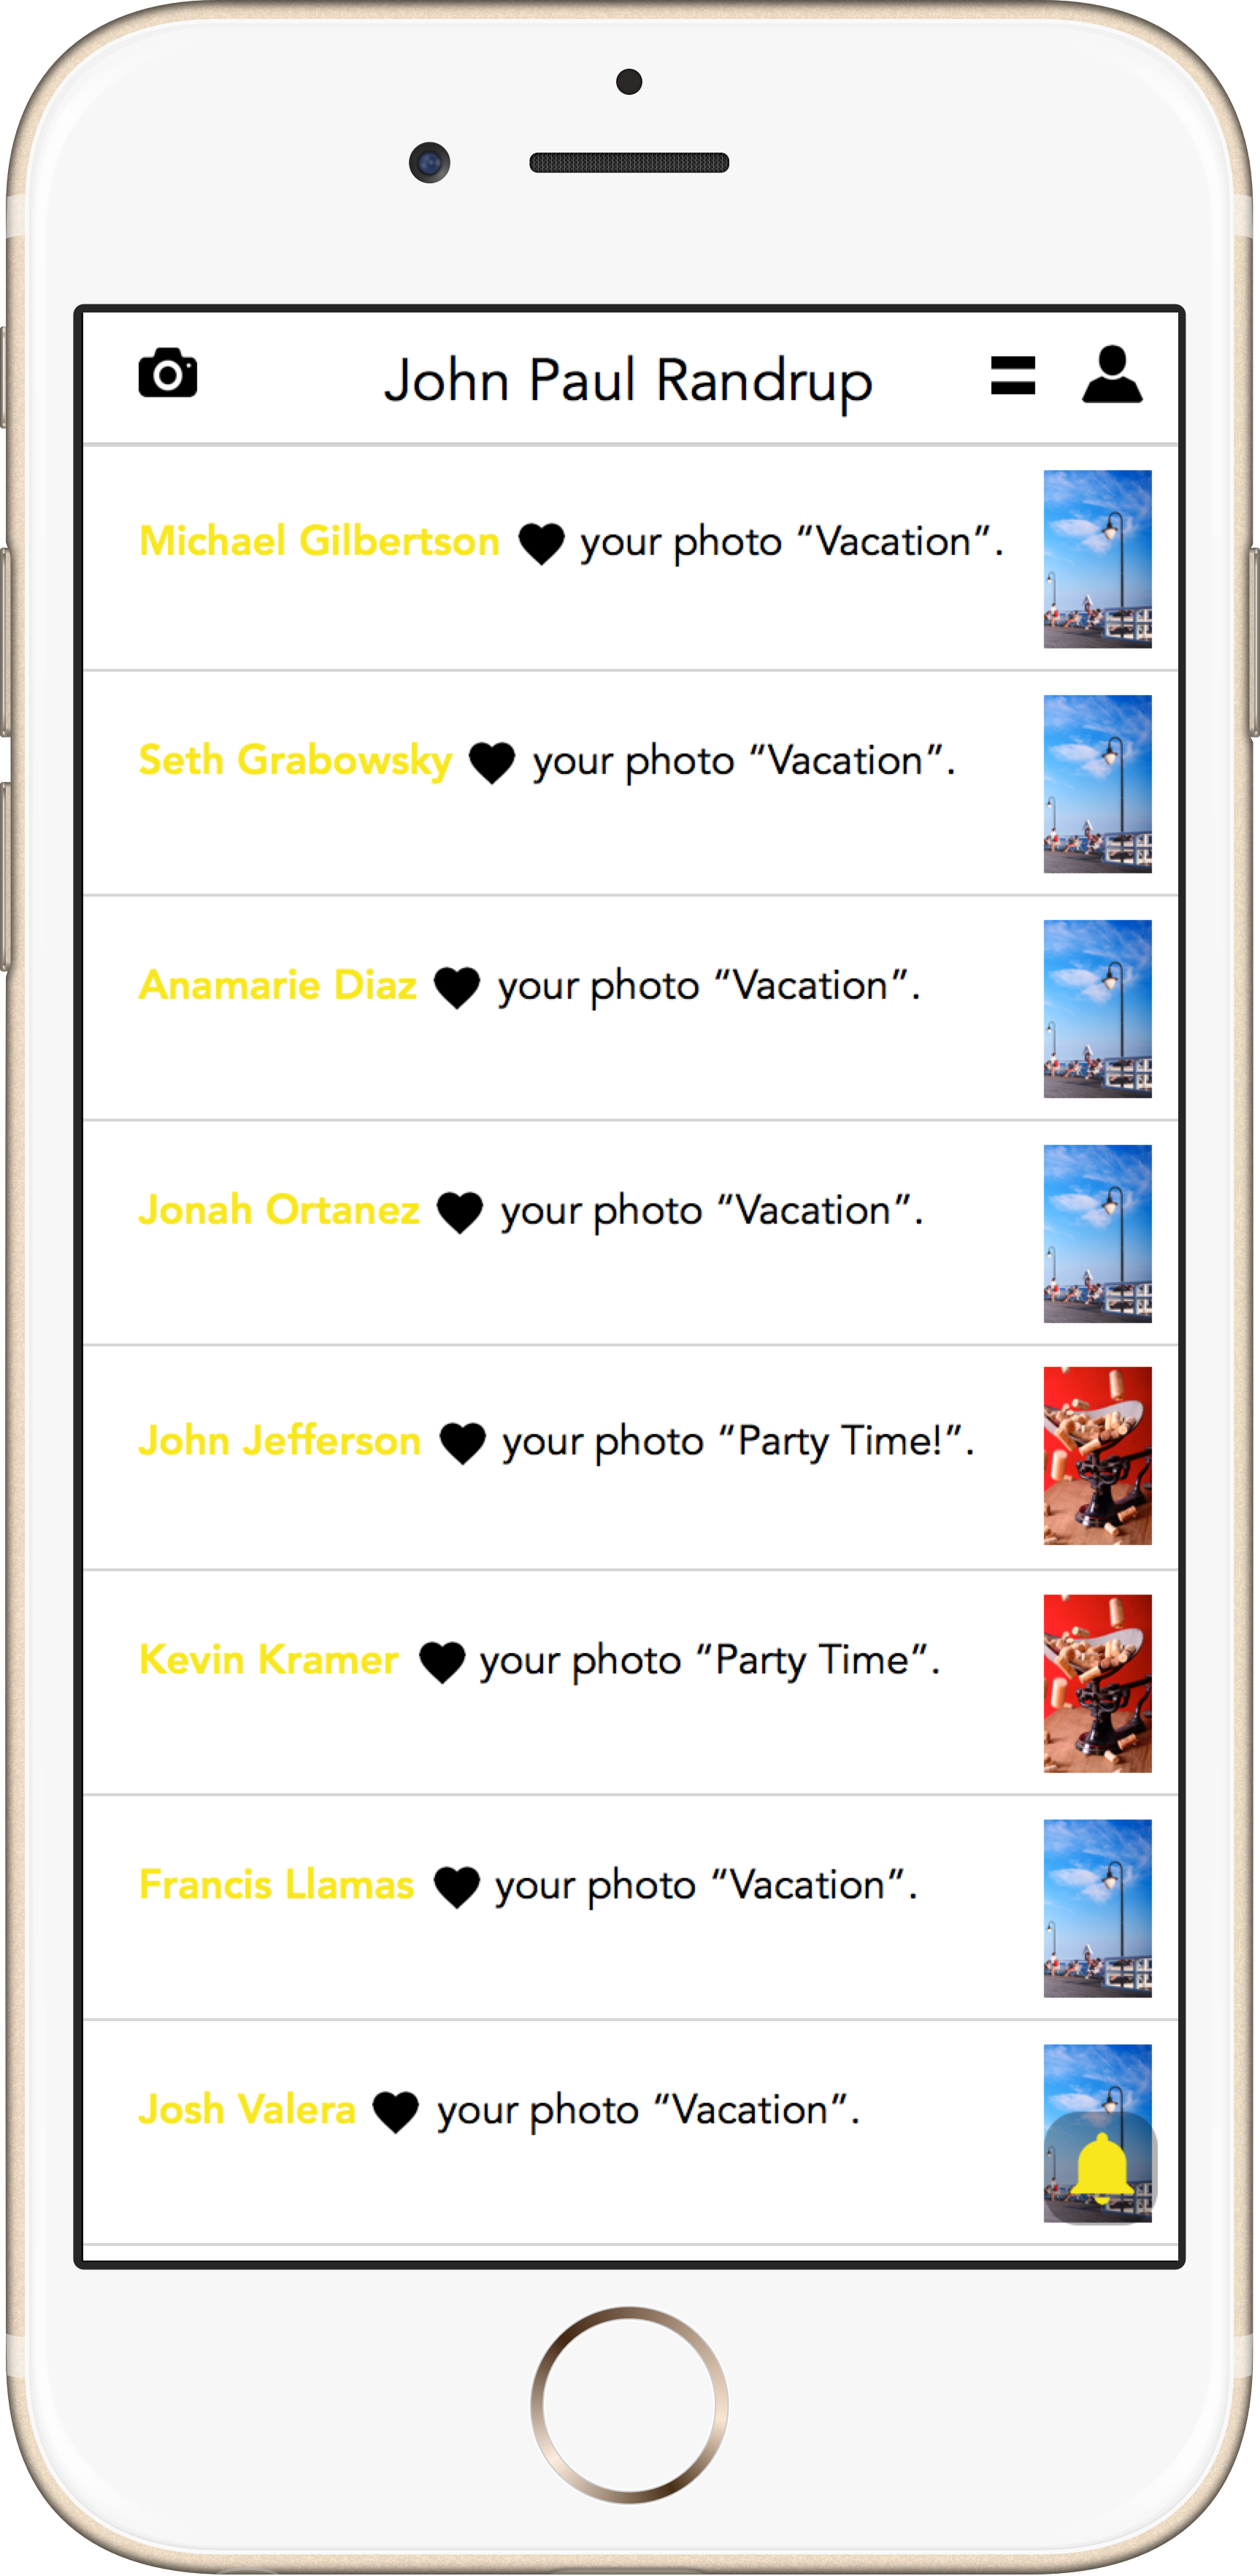 John Paul Randrup
Michael Gilbertson ♥ your photo “Vacation”.
Seth Grabowsky ♥ your photo “Vacation”.
Anamarie Diaz ♥ your photo “Vacation”.
Jonah Ortanez ♥ your photo “Vacation”.
John Jefferson ♥ your photo “Party Time!”.
Kevin Kramer ♥ your photo “Party Time”.
Francis Llamas ♥ your photo “Vacation”.
Josh Valera ♥ your photo “Vacation”.